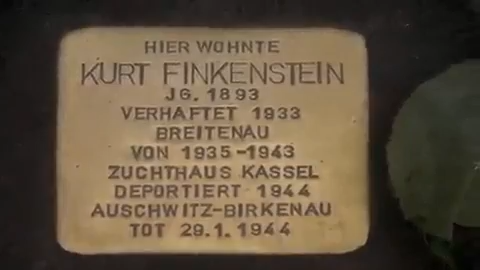 HIER WOHNTE
KURT FINKENSTEIN
JG. 1893
VERHAFTET 1933
BREITENAU
VON 1935-1943
ZUCHTHAUS KASSEL
DEPORTIERT 1944
AUSCHWITZ-BIRKENAU
TOT 29.1.1944